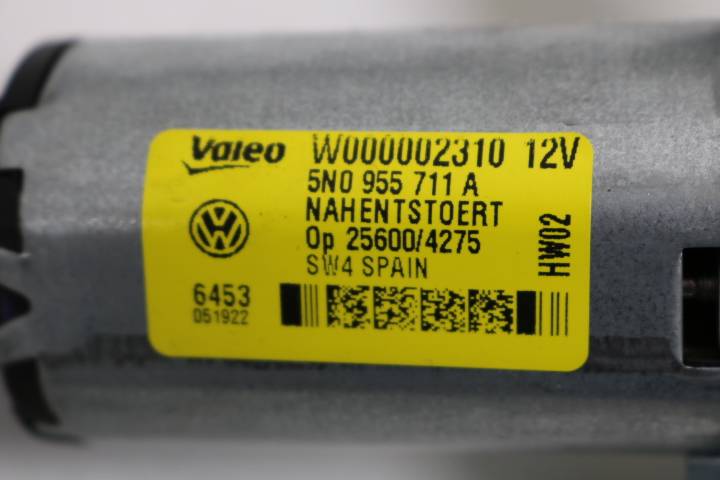 Valeo W000002310 12V
5N0 955 711 A
NAHENTSTOERT
Op 25600/4275
SW4 SPAIN
HW02
6453
051922